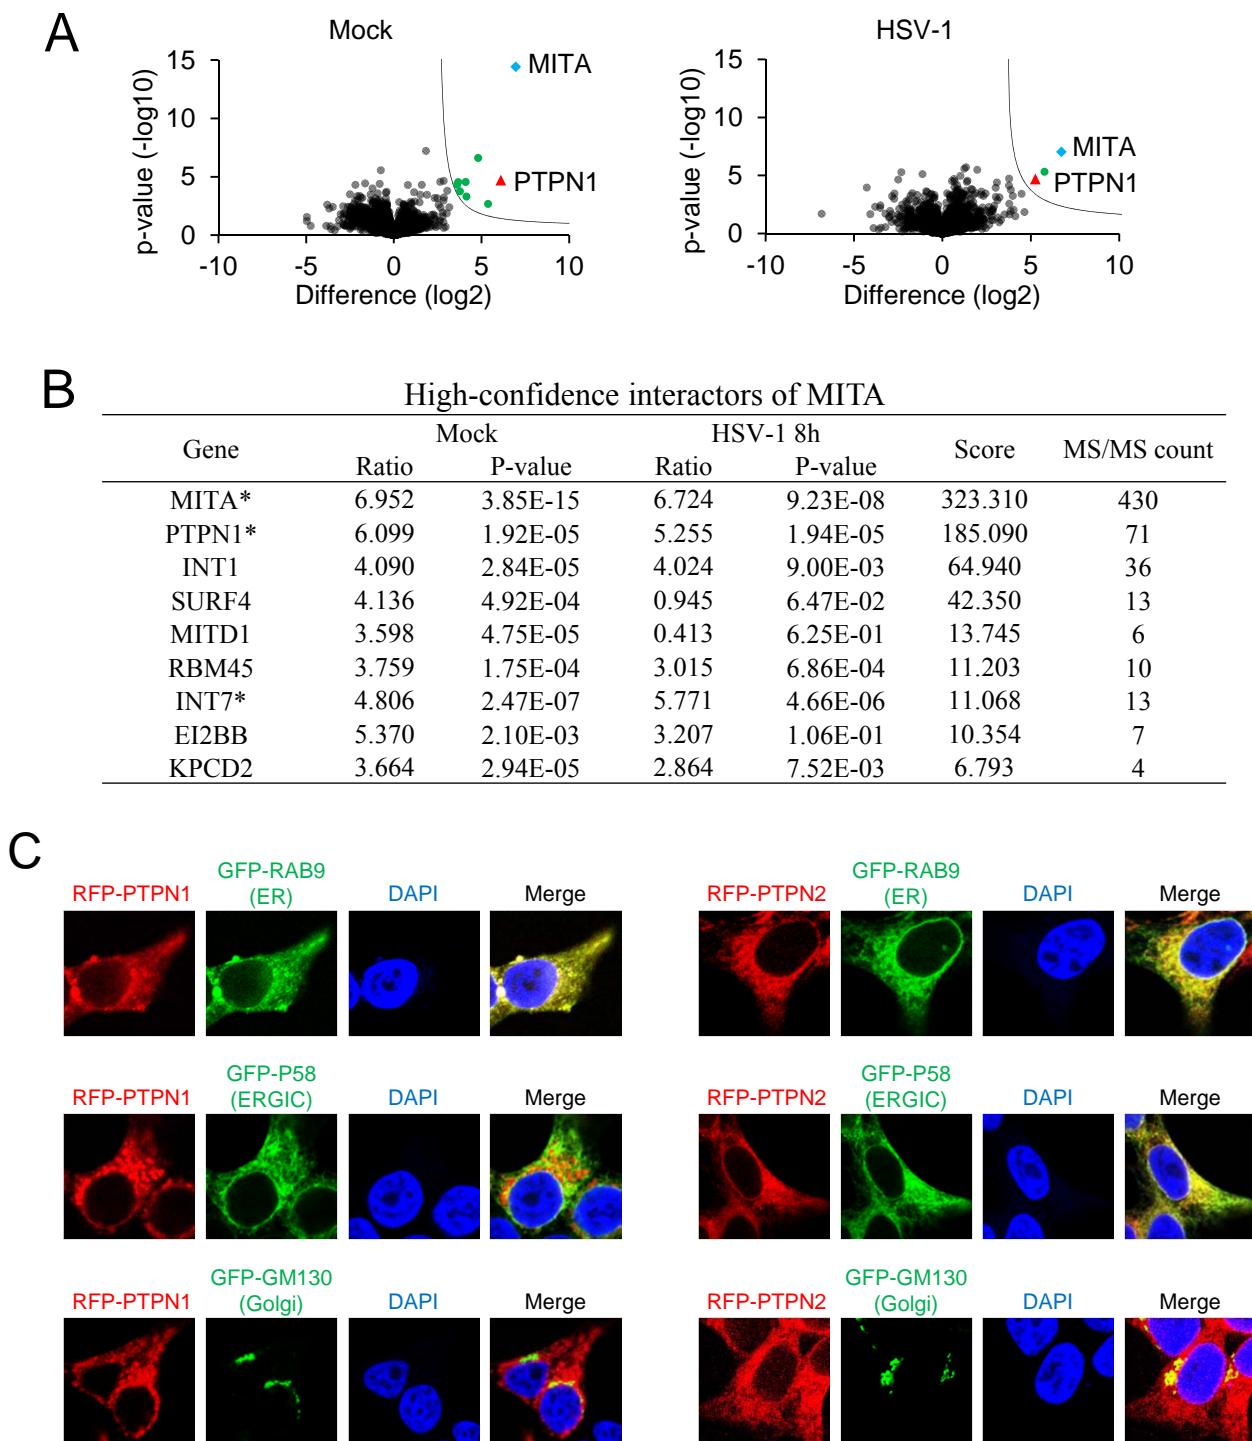 A
Mock
HSV-1
p-value (-log10)
15
10
5
0
-10
-5
0
5
10
Difference (log2)
MITA
PTPN1
p-value (-log10)
15
10
5
0
-10
-5
0
5
10
Difference (log2)
MITA
PTPN1
B
High-confidence interactors of MITA
Gene Mock HSV-1 8h Score MS/MS count
Ratio P-value Ratio P-value
MITA* 6.952 3.85E-15 6.724 9.23E-08 323.310 430
PTPN1* 6.099 1.92E-05 5.255 1.94E-05 185.090 71
INT1 4.090 2.84E-05 4.024 9.00E-03 64.940 36
SURF4 4.136 4.92E-04 0.945 6.47E-02 42.350 13
MITD1 3.598 4.75E-05 0.413 6.25E-01 13.745 6
RBM45 3.759 1.75E-04 3.015 6.86E-04 11.203 10
INT7* 4.806 2.47E-07 5.771 4.66E-06 11.068 13
EI2BB 5.370 2.10E-03 3.207 1.06E-01 10.354 7
KPCD2 3.664 2.94E-05 2.864 7.52E-03 6.793 4
C
RFP-PTPN1 GFP-RAB9 (ER) DAPI Merge
RFP-PTPN2 GFP-RAB9 (ER) DAPI Merge
RFP-PTPN1 GFP-P58 (ERGIC) DAPI Merge
RFP-PTPN2 GFP-P58 (ERGIC) DAPI Merge
RFP-PTPN1 GFP-GM130 (Golgi) DAPI Merge
RFP-PTPN2 GFP-GM130 (Golgi) DAPI Merge